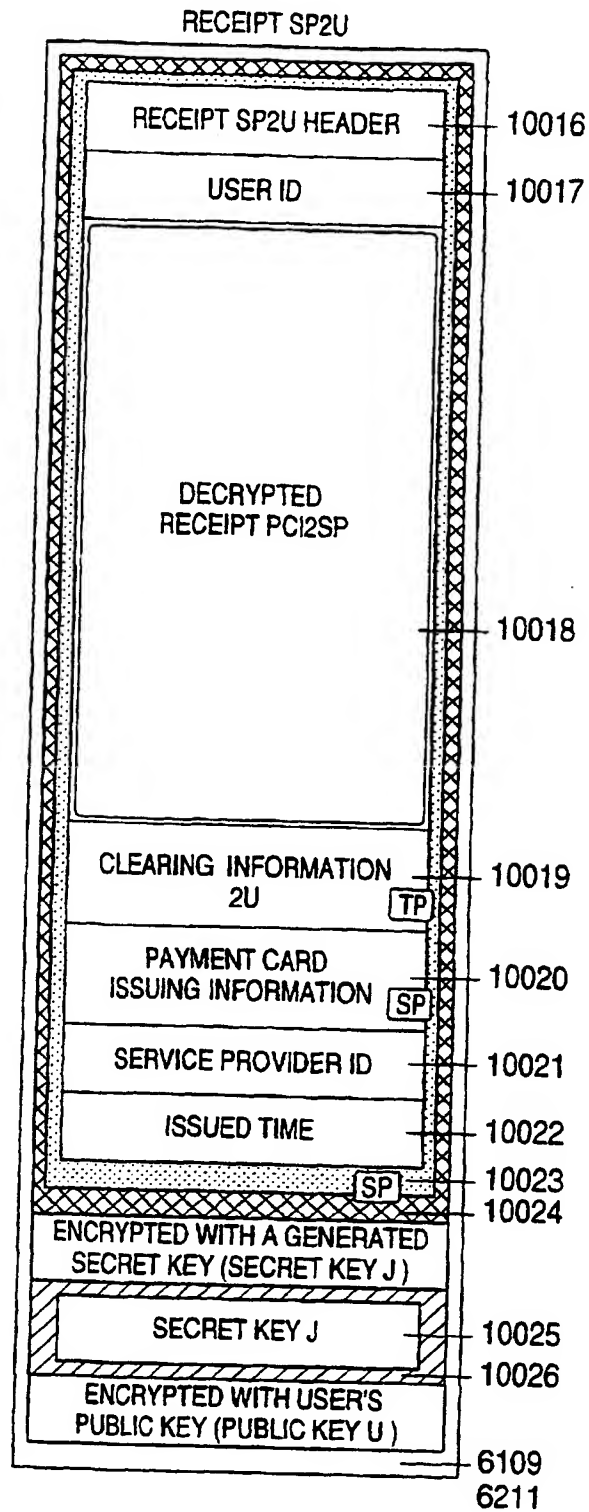 RECEIPT SP2U
RECEIPT SP2U HEADER
10016
USER ID
10017
DECRYPTED
RECEIPT PCI2SP
10018
CLEARING INFORMATION
2U
TP
10019
PAYMENT CARD
ISSUING INFORMATION
SP
10020
SERVICE PROVIDER ID
10021
ISSUED TIME
10022
SP
10023
10024
ENCRYPTED WITH A GENERATED
SECRET KEY (SECRET KEY J)
SECRET KEY J
10025
10026
ENCRYPTED WITH USER'S
PUBLIC KEY (PUBLIC KEY U)
6109
6211